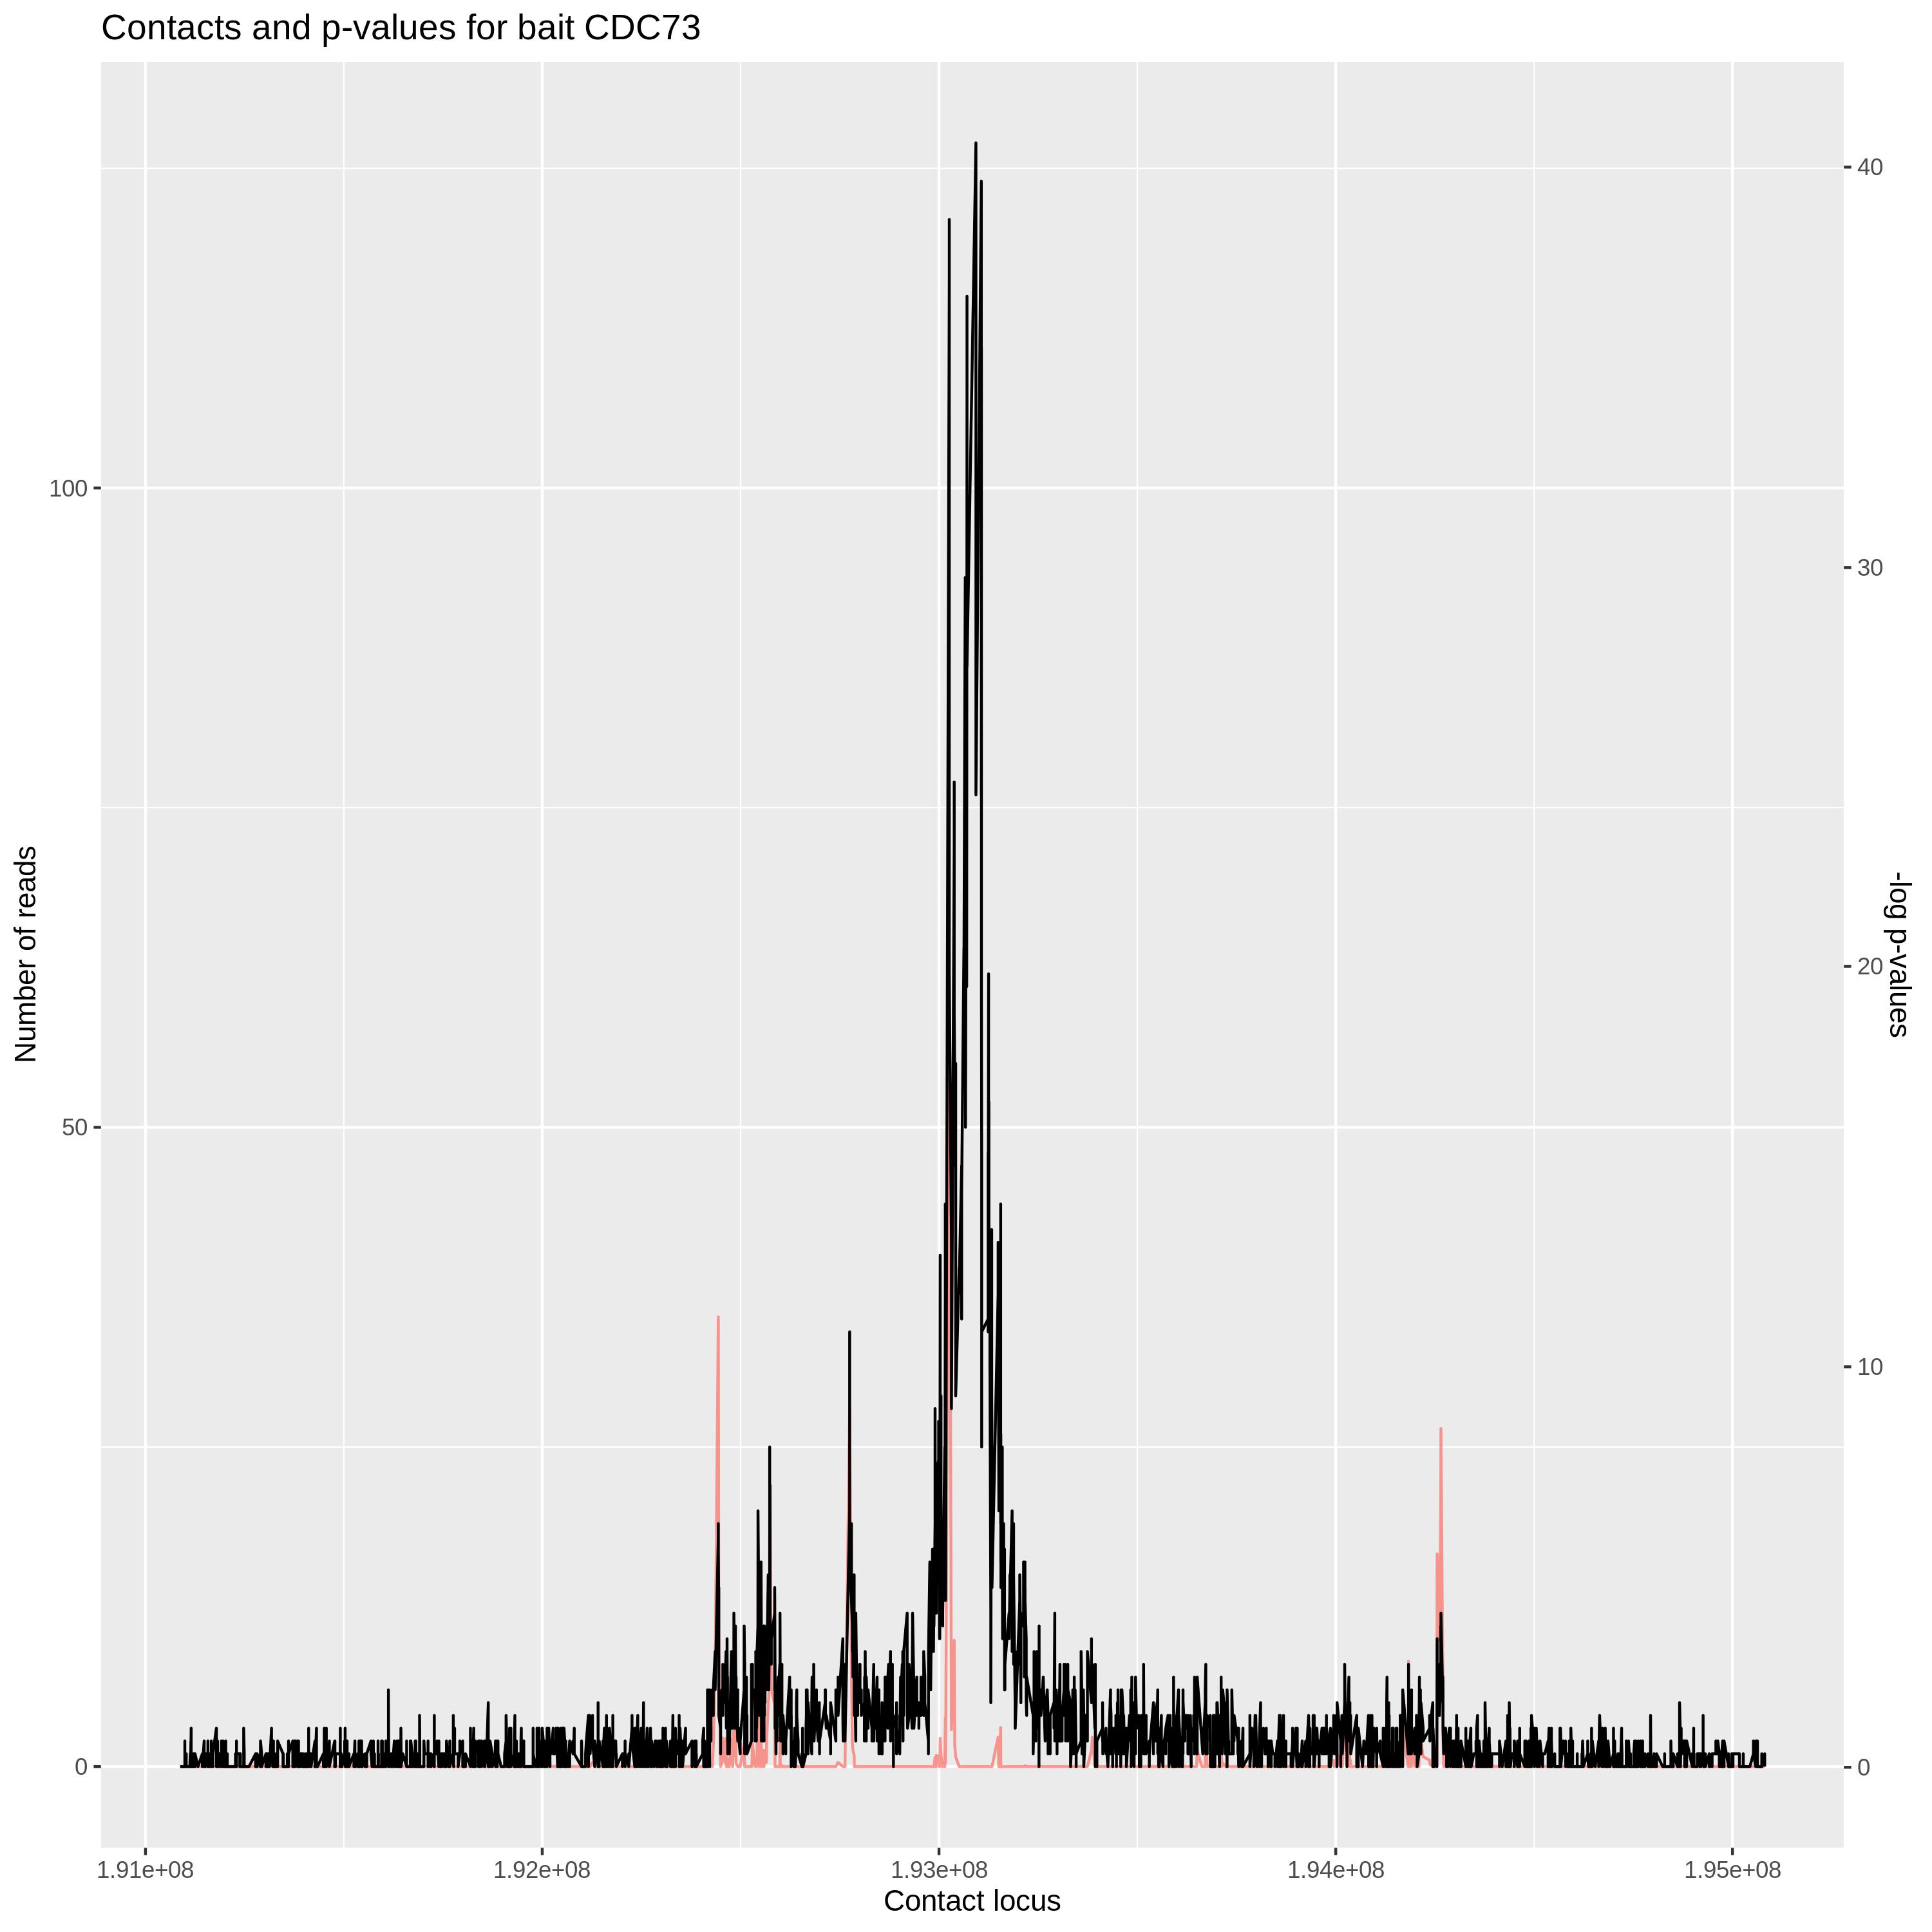 Contacts and p-values for bait CDC73
Number of reads
100
50
0
40
30
20
10
0
-log p-values
1.91e+08 1.92e+08 1.93e+08 1.94e+08 1.95e+08
Contact locus